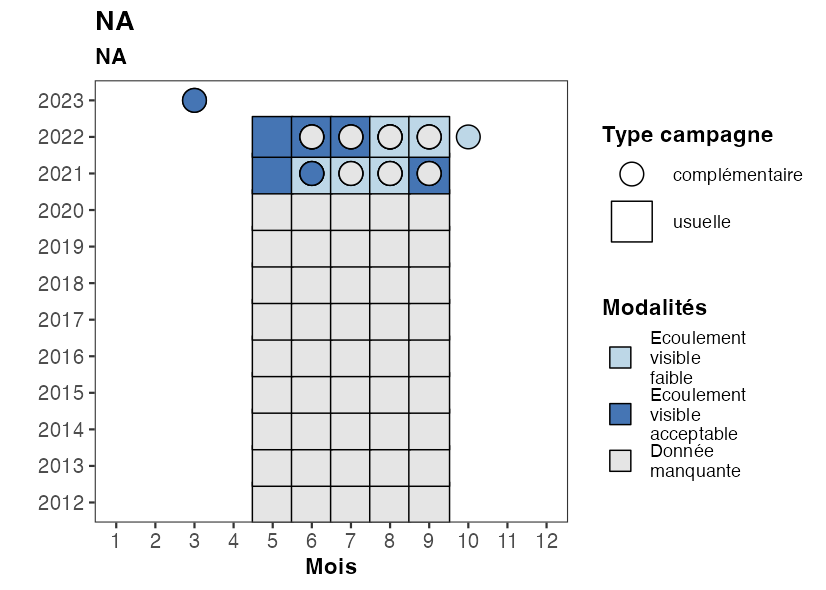 NA
NA
2023
2022
2021
2020
2019
2018
2017
2016
2015
2014
2013
2012
1 2 3 4 5 6 7 8 9 10 11 12
Mois
Type campagne
complémentaire
usuelle
Modalités
Ecoulement
visible
faible
Ecoulement
visible
acceptable
Donnée
manquante